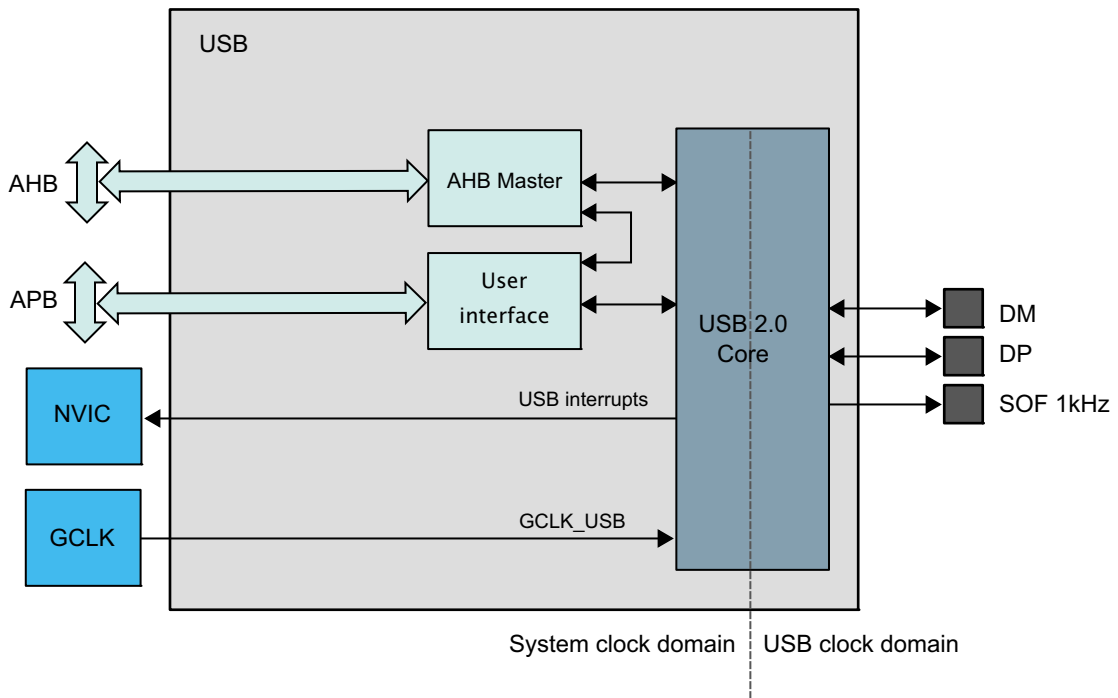 USB
AHB
AHB Master
APB
User
interface
USB 2.0
Core
DM
DP
SOF 1kHz
NVIC
USB interrupts
GCLK
GCLK_USB
System clock domain
USB clock domain